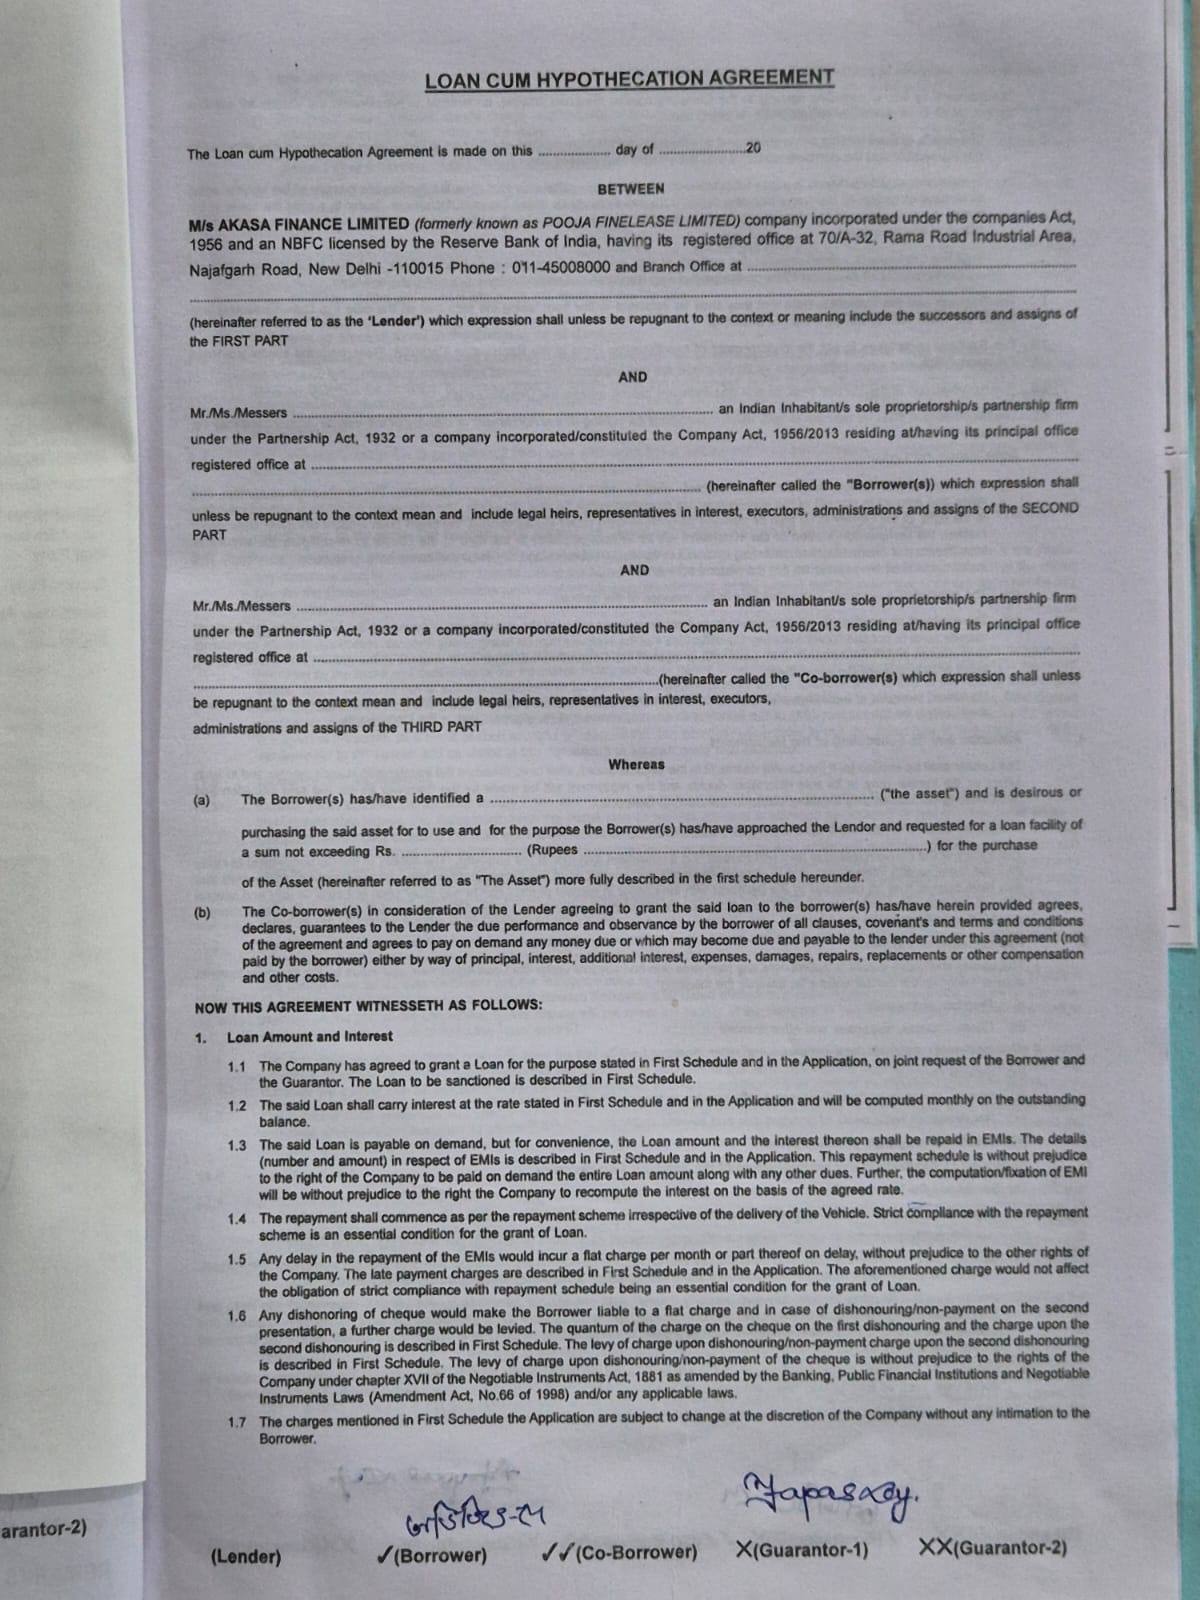 LOAN CUM HYPOTHECATION AGREEMENT
The Loan cum Hypothecation Agreement is made on this .................. day of ......................20
BETWEEN
M/s AKASA FINANCE LIMITED (formerly known as POOJA FINELEASE LIMITED) company incorporated under the companies Act,
1956 and an NBFC licensed by the Reserve Bank of India, having its registered office at 70/A-32, Rama Road Industrial Area,
Najafgarh Road, New Delhi -110015 Phone : 011-45008000 and Branch Office at ....................
....................
(hereinafter referred to as the 'Lender') which expression shall unless be repugnant to the context or meaning include the successors and assigns of
the FIRST PART
AND
Mr./Ms./Messers .................... an Indian Inhabitant/s sole proprietorship/s partnership firm
under the Partnership Act, 1932 or a company incorporated/constituted the Company Act, 1956/2013 residing at/having its principal office
registered office at ....................
.................... (hereinafter called the "Borrower(s)) which expression shall
unless be repugnant to the context mean and include legal heirs, representatives in interest, executors, administrations and assigns of the SECOND
PART
AND
Mr./Ms./Messers .................... an Indian Inhabitant/s sole proprietorship/s partnership firm
under the Partnership Act, 1932 or a company incorporated/constituted the Company Act, 1956/2013 residing at/having its principal office
registered office at ....................
....................(hereinafter called the "Co-borrower(s) which expression shall unless
be repugnant to the context mean and include legal heirs, representatives in interest, executors,
administrations and assigns of the THIRD PART
Whereas
(a) The Borrower(s) has/have identified a .................... ("the asset") and is desirous or
purchasing the said asset for to use and for the purpose the Borrower(s) has/have approached the Lendor and requested for a loan facility of
a sum not exceeding Rs. .................... (Rupees ....................) for the purchase
of the Asset (hereinafter referred to as "The Asset") more fully described in the first schedule hereunder.
(b) The Co-borrower(s) in consideration of the Lender agreeing to grant the said loan to the borrower(s) has/have herein provided agrees,
declares, guarantees to the Lender the due performance and observance by the borrower of all clauses, covenant's and terms and conditions
of the agreement and agrees to pay on demand any money due or which may become due and payable to the lender under this agreement (not
paid by the borrower) either by way of principal, interest, additional interest, expenses, damages, repairs, replacements or other compensation
and other costs.
NOW THIS AGREEMENT WITNESSETH AS FOLLOWS:
1. Loan Amount and Interest
1.1 The Company has agreed to grant a Loan for the purpose stated in First Schedule and in the Application, on joint request of the Borrower and
the Guarantor. The Loan to be sanctioned is described in First Schedule.
1.2 The said Loan shall carry interest at the rate stated in First Schedule and in the Application and will be computed monthly on the outstanding
balance.
1.3 The said Loan is payable on demand, but for convenience, the Loan amount and the interest thereon shall be repaid in EMIs. The details
(number and amount) in respect of EMIs is described in First Schedule and in the Application. This repayment schedule is without prejudice
to the right of the Company to be paid on demand the entire Loan amount along with any other dues. Further, the computation/fixation of EMI
will be without prejudice to the right the Company to recompute the interest on the basis of the agreed rate.
1.4 The repayment shall commence as per the repayment scheme irrespective of the delivery of the Vehicle. Strict compliance with the repayment
scheme is an essential condition for the grant of Loan.
1.5 Any delay in the repayment of the EMIs would incur a flat charge per month or part thereof on delay, without prejudice to the other rights of
the Company. The late payment charges are described in First Schedule and in the Application. The aforementioned charge would not affect
the obligation of strict compliance with repayment schedule being an essential condition for the grant of Loan.
1.6 Any dishonoring of cheque would make the Borrower liable to a flat charge and in case of dishonouring/non-payment on the second
presentation, a further charge would be levied. The quantum of the charge on the cheque on the first dishonouring and the charge upon the
second dishonouring is described in First Schedule. The levy of charge upon dishonouring/non-payment charge upon the second dishonouring
is described in First Schedule. The levy of charge upon dishonouring/non-payment of the cheque is without prejudice to the rights of the
Company under chapter XVII of the Negotiable Instruments Act, 1881 as amended by the Banking, Public Financial Institutions and Negotiable
Instruments Laws (Amendment Act, No.66 of 1998) and/or any applicable laws.
1.7 The charges mentioned in First Schedule the Application are subject to change at the discretion of the Company without any intimation to the
Borrower.
arantor-2)
(Lender) ✓(Borrower) ✓✓(Co-Borrower) X(Guarantor-1) XX(Guarantor-2)